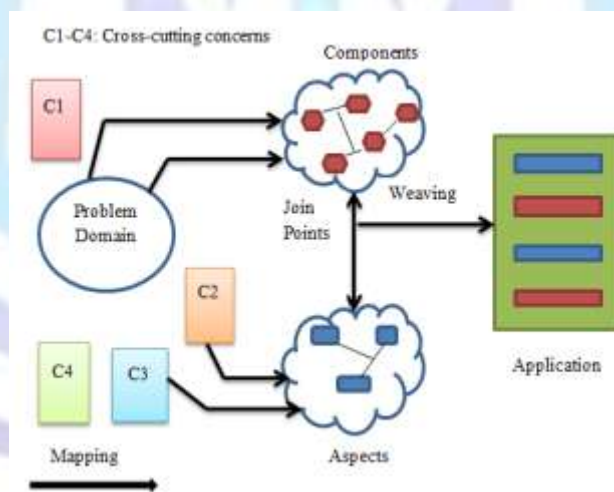 C1-C4: Cross-cutting concerns
Components
C1
Problem
Domain
Join
Points
Weaving
C2
C4
C3
Application
Mapping
Aspects